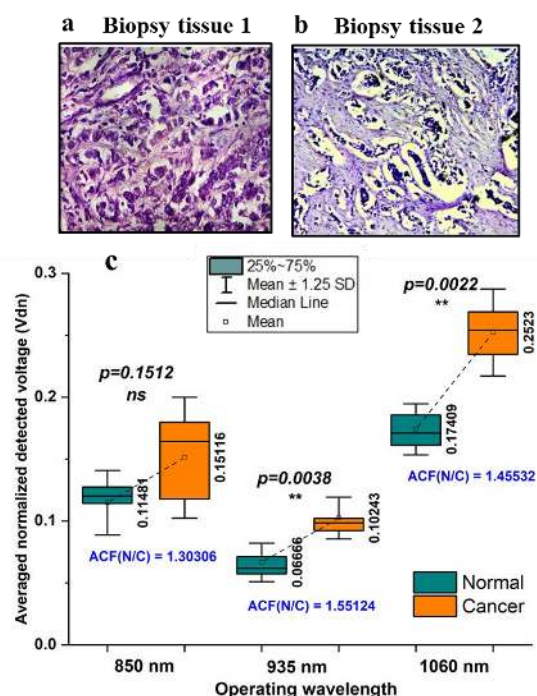 a Biopsy tissue 1
b Biopsy tissue 2
c
25%~75%
Mean ± 1.25 SD
Median Line
Mean
Averaged normalized detected voltage (Vdn)
0.3
0.2
0.1
0.0
p=0.1512
ns
0.11481
0.15116
ACF(N/C) = 1.30306
p=0.0038
**
0.06666
0.10243
ACF(N/C) = 1.55124
p=0.0022
**
0.17409
0.2523
ACF(N/C) = 1.45532
Normal
Cancer
850 nm
935 nm
1060 nm
Operating wavelength